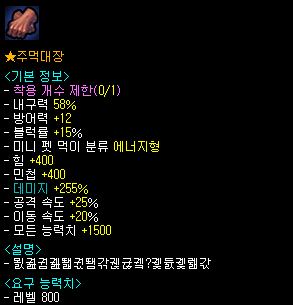 ★주먹대장
<기본 정보>
- 착용 개수 제한(0/1)
- 내구력 58%
- 방어력 +12
- 블럭률 +15%
- 미니 펫 먹이 분류 에너지형
- 힘 +400
- 민첩 +400
- 데미지 +255%
- 공격 속도 +25%
- 이동 속도 +20%
- 모든 능력치 +1500
<설명>
<요구 능력치>
- 레벨 800